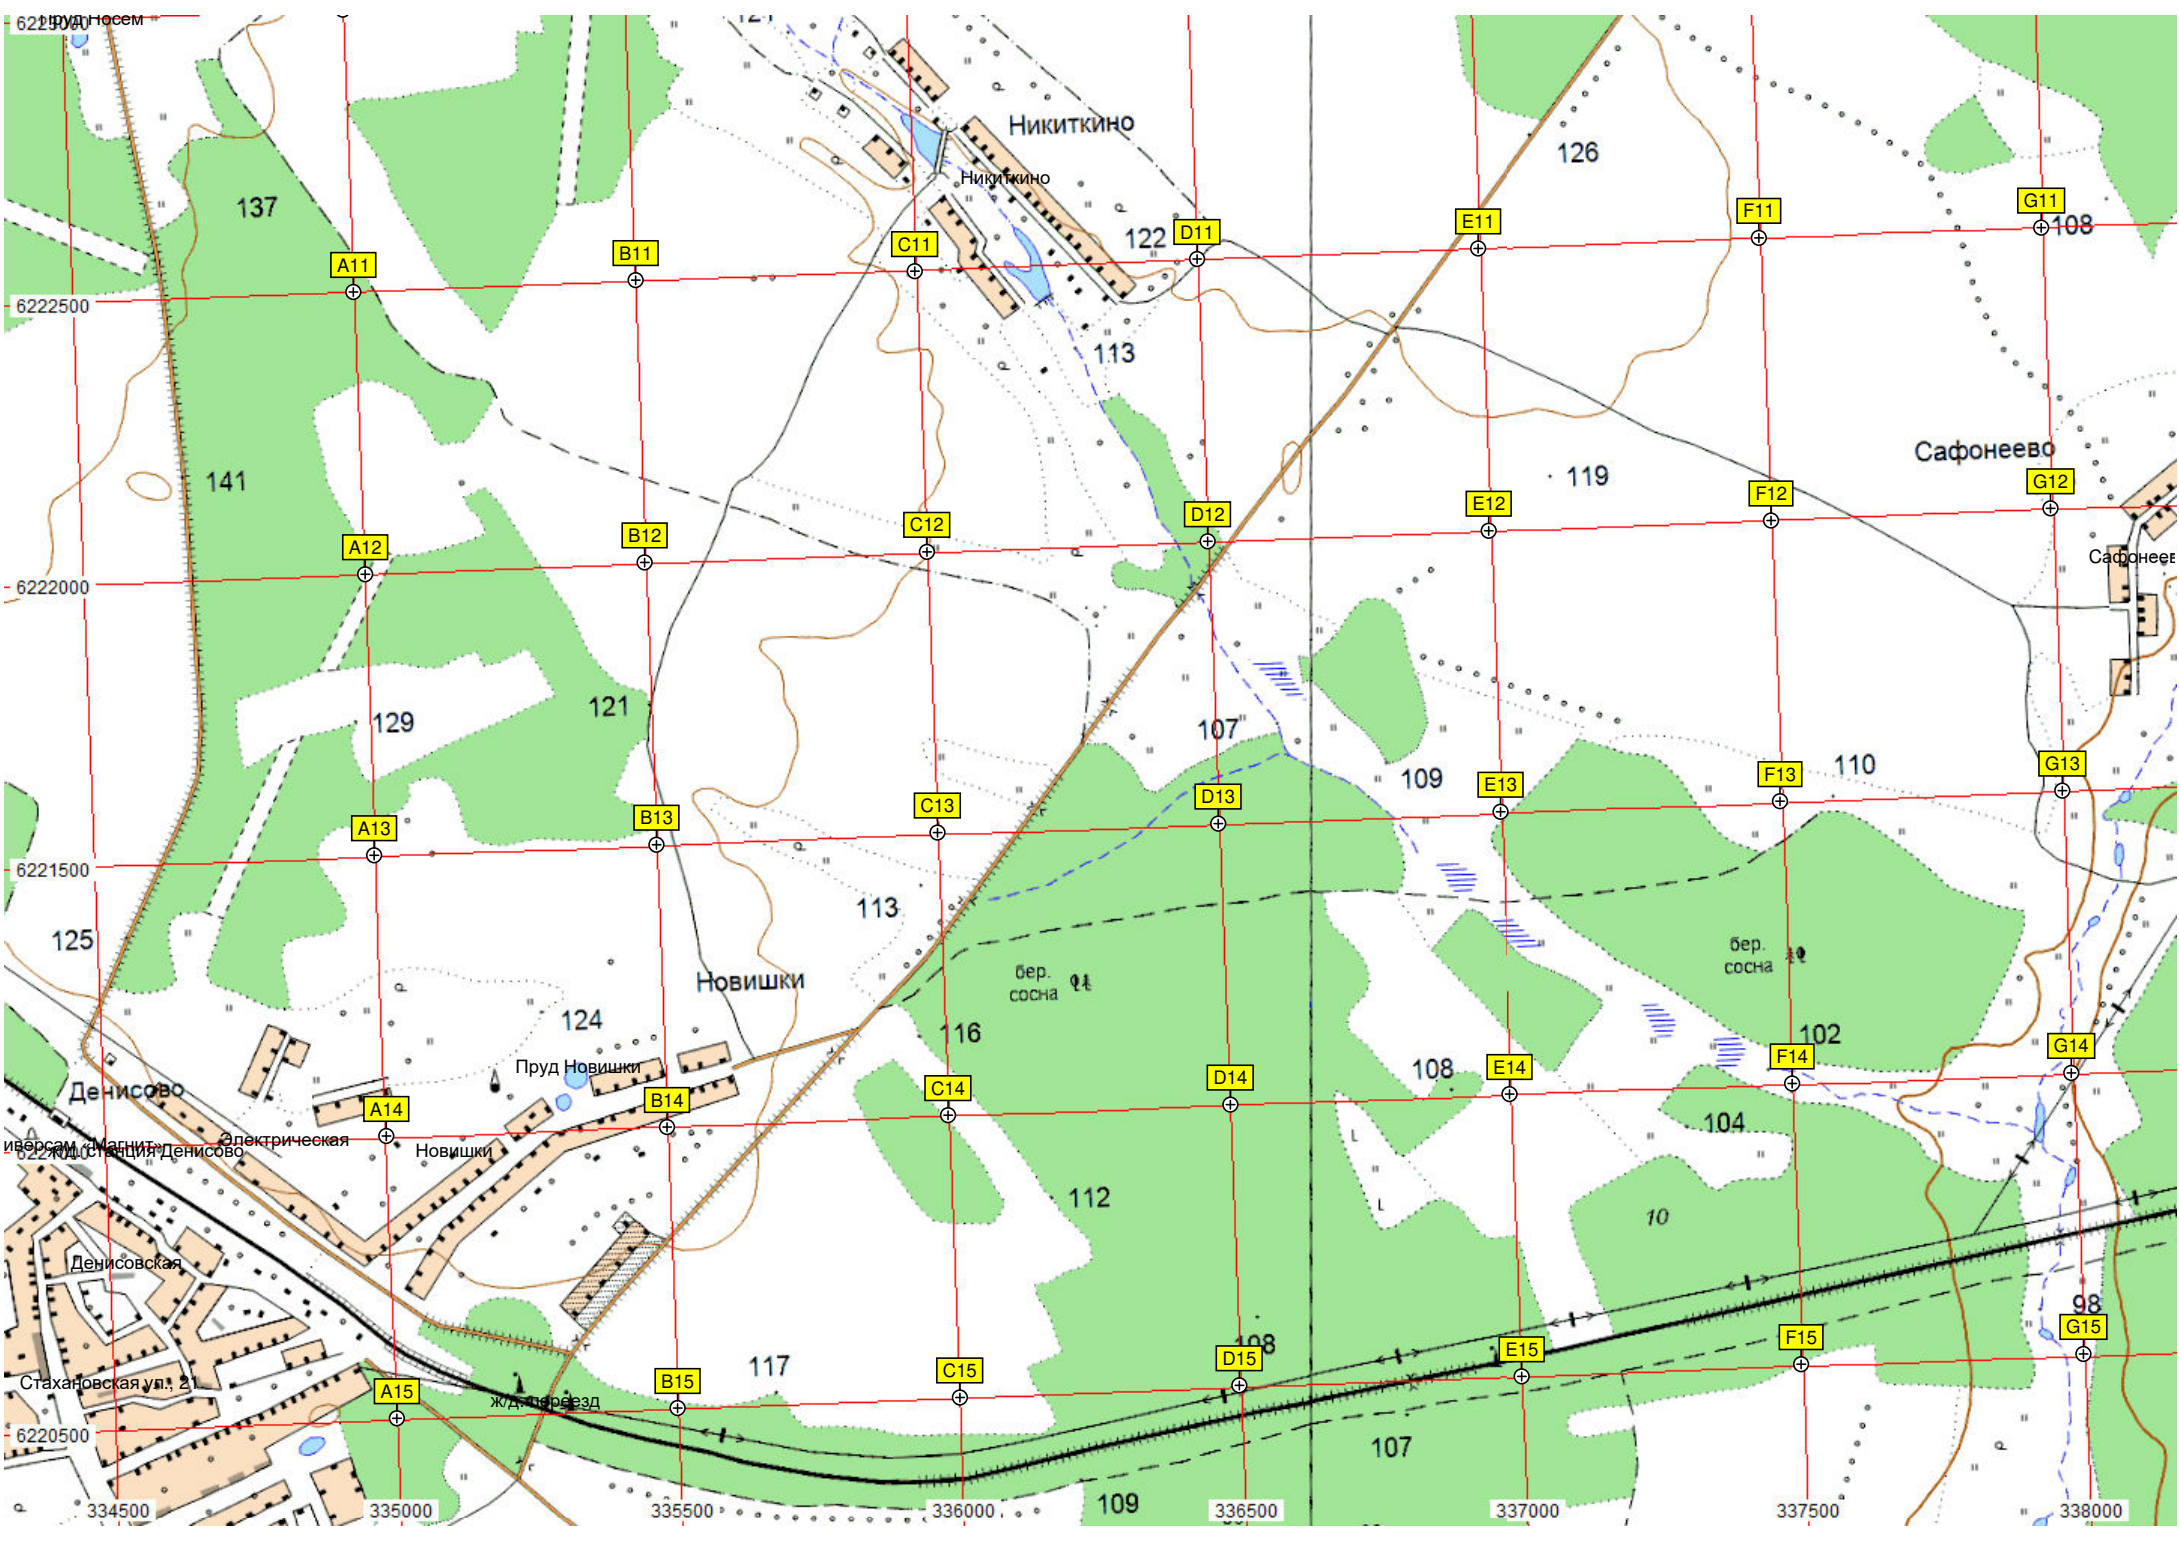 Пруд Носем
6223000
121
Никиткино
126
Никиткино
137
122
108
A11
B11
C11
D11
E11
F11
G11
6222500
113
Сафонеево
119
141
A12
B12
C12
D12
E12
F12
G12
6222000
121
129
107
109
110
A13
B13
C13
D13
E13
F13
G13
6221500
113
125
Новишки
бер.
сосна
бер.
сосна
124
116
102
Пруд Новишки
108
Денисово
A14
B14
C14
D14
E14
F14
G14
104
Электрическая
Новишки
ж/д. станция Денисово
112
10
Денисовская
98
108
117
Стахановская ул., 21
ж/д. переезд
A15
B15
C15
D15
E15
F15
G15
6220500
107
109
334500
335000
335500
336000
336500
337000
337500
338000